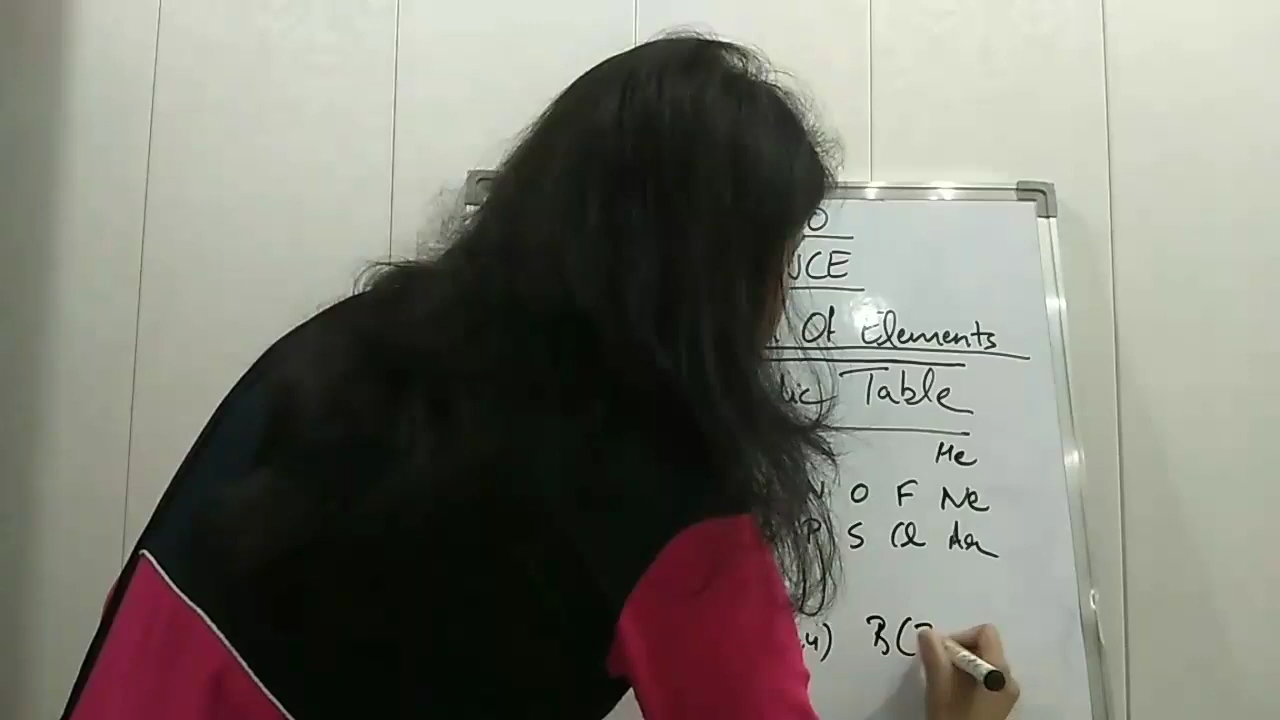 O
UCE
Of Elements
ic Table
He
N O F Ne
P S Cl Ar
B(